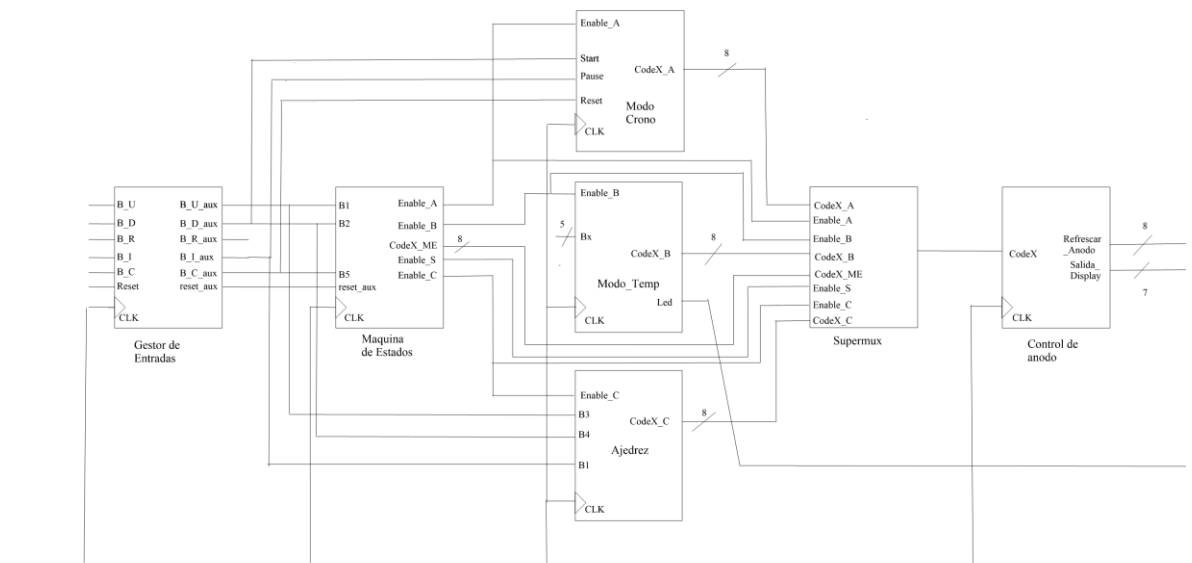 Enable_A
Start
Pause
Reset
CodeX_A
8
Modo
Crono
CLK
B_U
B_D
B_R
B_I
B_C
Reset
CLK
B_U_aux
B_D_aux
B_R_aux
B_I_aux
B_C_aux
reset_aux
Gestor de
Entradas
B1
B2
B5
reset_aux
CLK
Enable_A
Enable_B
CodeX_ME
8
Enable_S
Enable_C
Maquina
de Estados
Enable_B
5
Bx
CodeX_B
8
Modo_Temp
Led
CLK
Enable_C
B3
B4
B1
CodeX_C
8
Ajedrez
CLK
CodeX_A
Enable_A
Enable_B
CodeX_B
CodeX_ME
Enable_S
Enable_C
CodeX_C
Supermux
CodeX
Refrescar
_Anodo
8
Salida_
Display
7
CLK
Control de
anodo